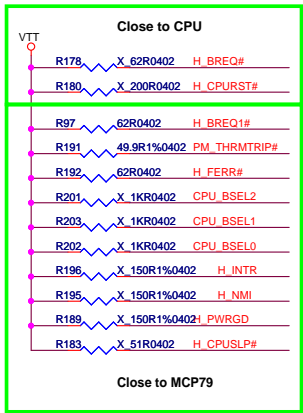 Close to CPU
VTT
R178 X_62R0402 H_BREQ#
R180 X_200R0402 H_CPURST#
R97 62R0402 H_BREQ1#
R191 49.9R1%0402 PM_THRMTRIP#
R192 62R0402 H_FERR#
R201 X_1KR0402 CPU_BSEL2
R203 X_1KR0402 CPU_BSEL1
R202 X_1KR0402 CPU_BSEL0
R196 X_150R1%0402 H_INTR
R195 X_150R1%0402 H_NMI
R189 X_150R1%0402 H_PWRGD
R183 X_51R0402 H_CPUSLP#
Close to MCP79